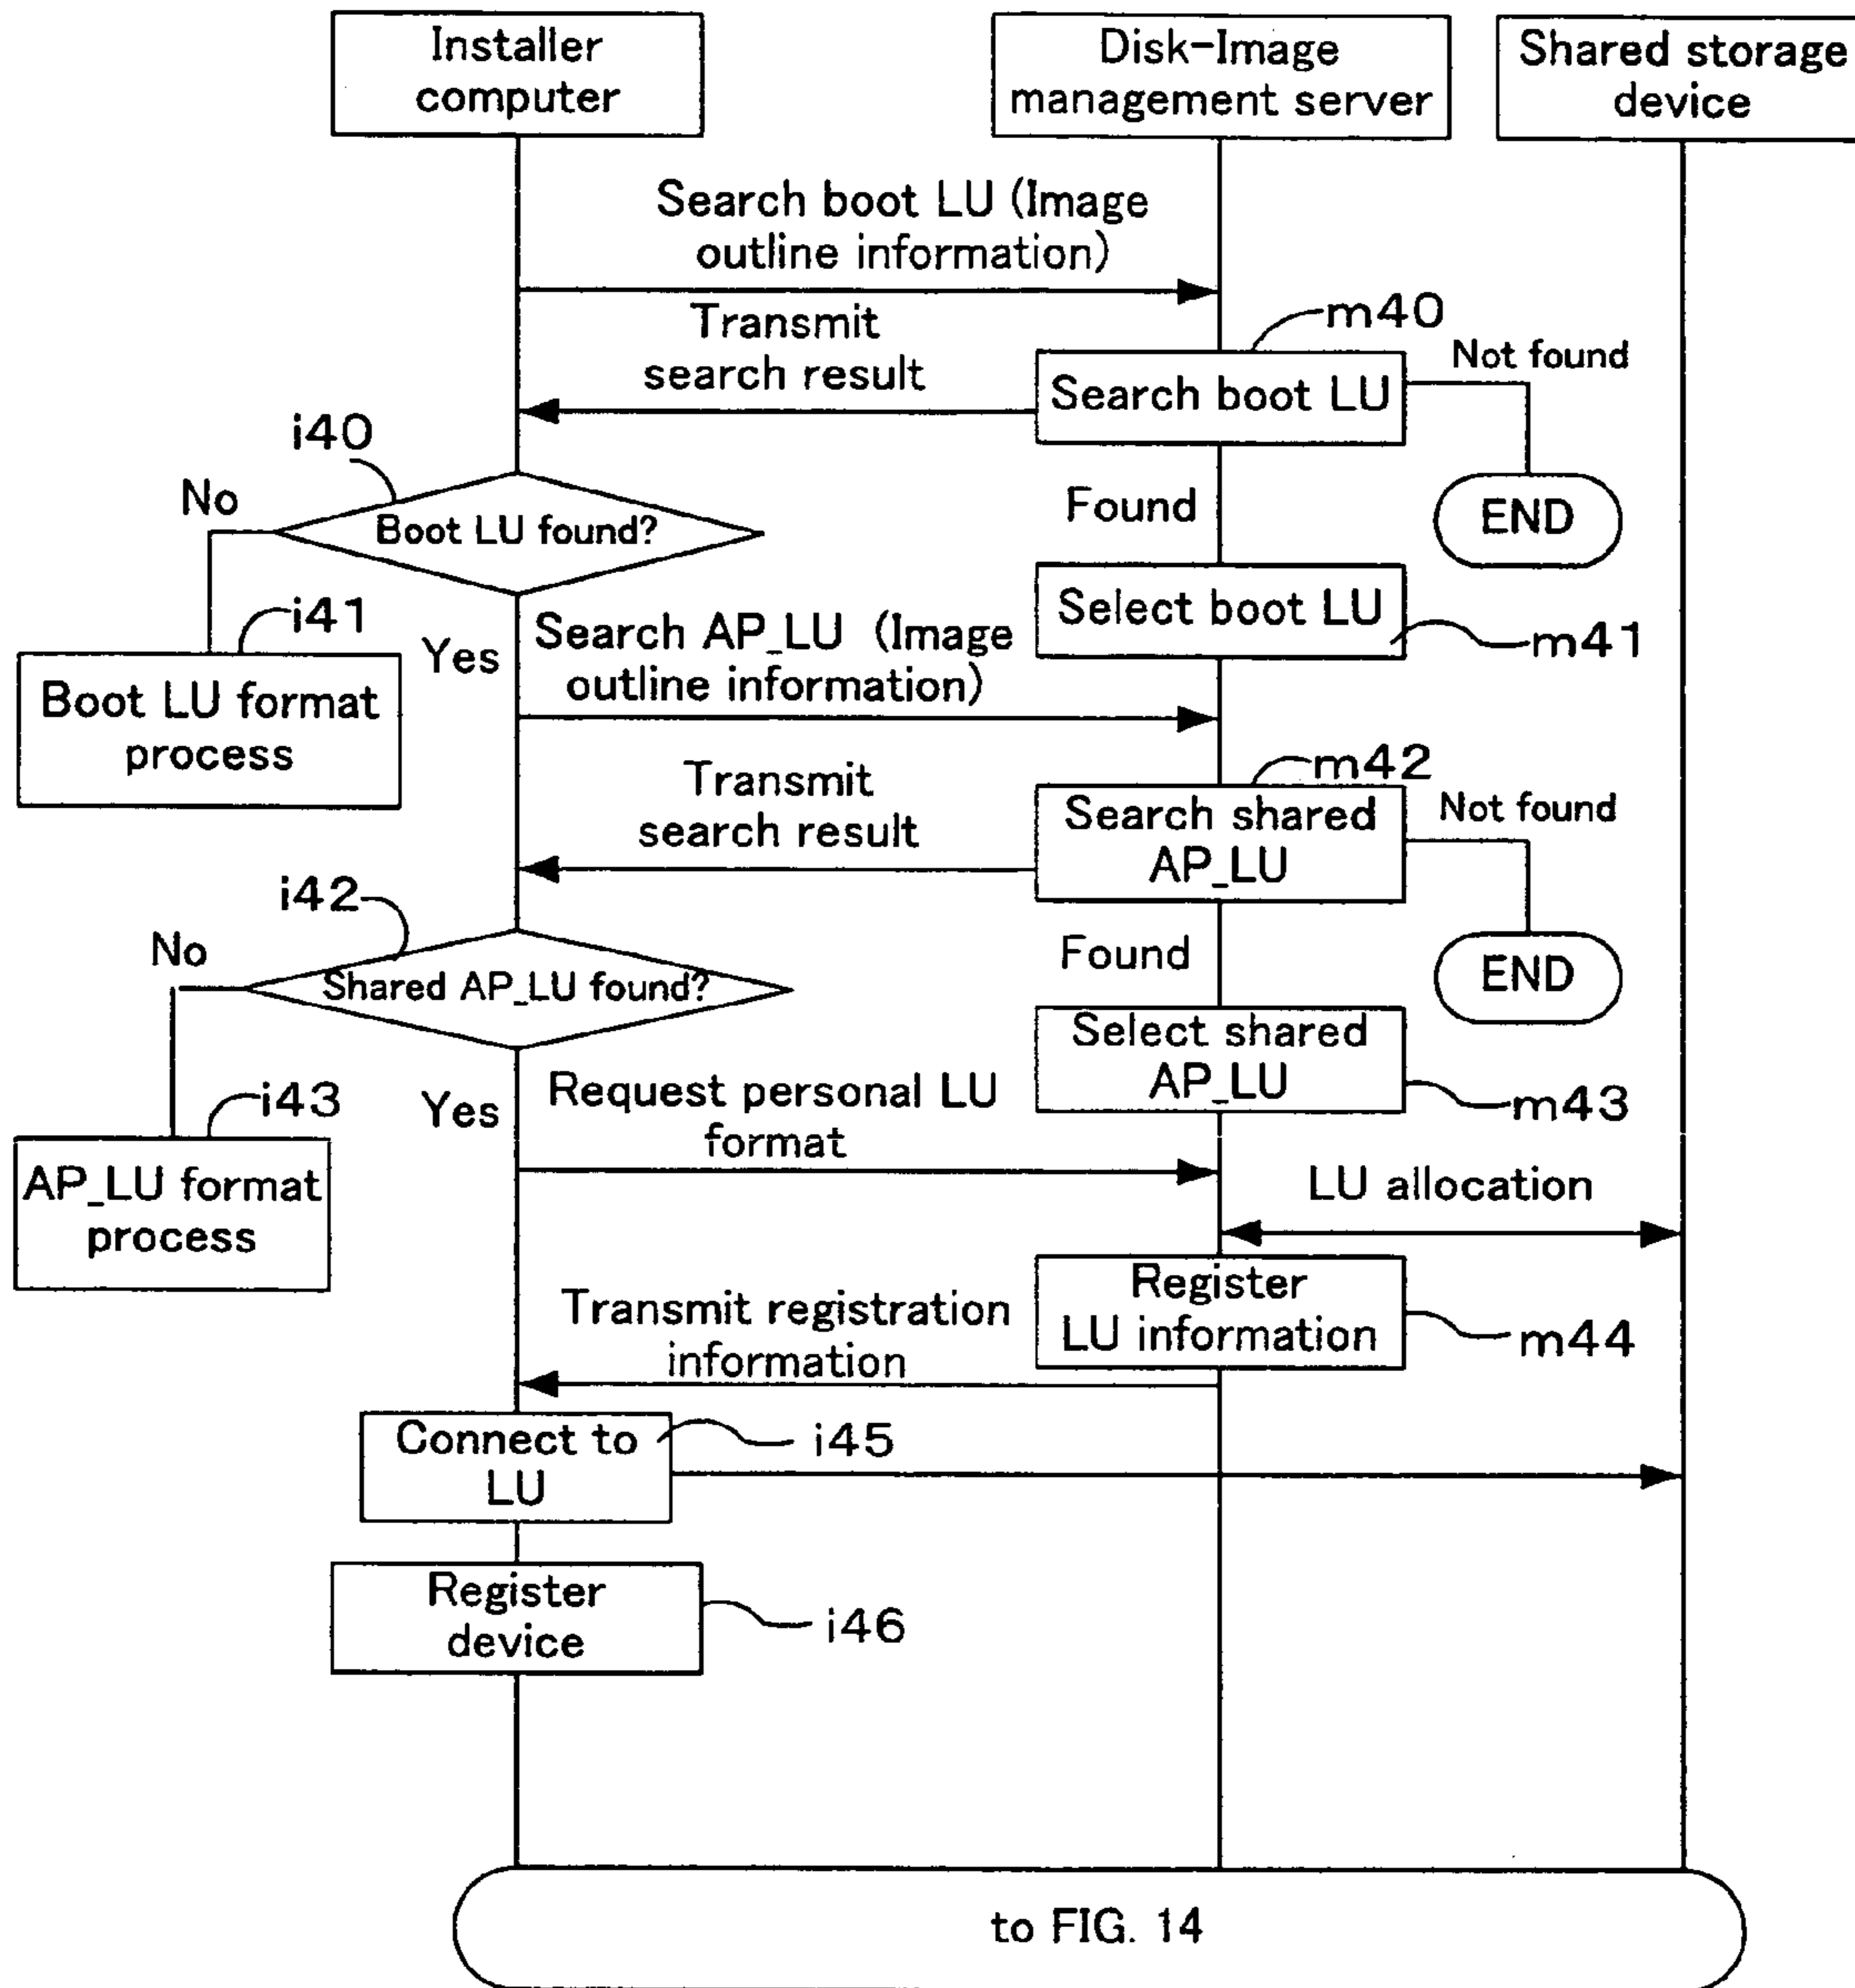 Installer
computer
Disk-Image
management server
Shared storage
device
Search boot LU (Image
outline information)
Transmit
search result
m40
Not found
Search boot LU
i40
No
Boot LU found?
Found
END
i41
Select boot LU
m41
Yes
Search AP_LU (Image
outline information)
Boot LU format
process
Transmit
search result
m42
Search shared
AP_LU
Not found
i42
No
Shared AP_LU found?
Found
END
Select shared
AP_LU
m43
i43
Yes
Request personal LU
format
AP_LU format
process
LU allocation
Register
LU information
m44
Transmit registration
information
Connect to
LU
i45
Register
device
i46
to FIG. 14